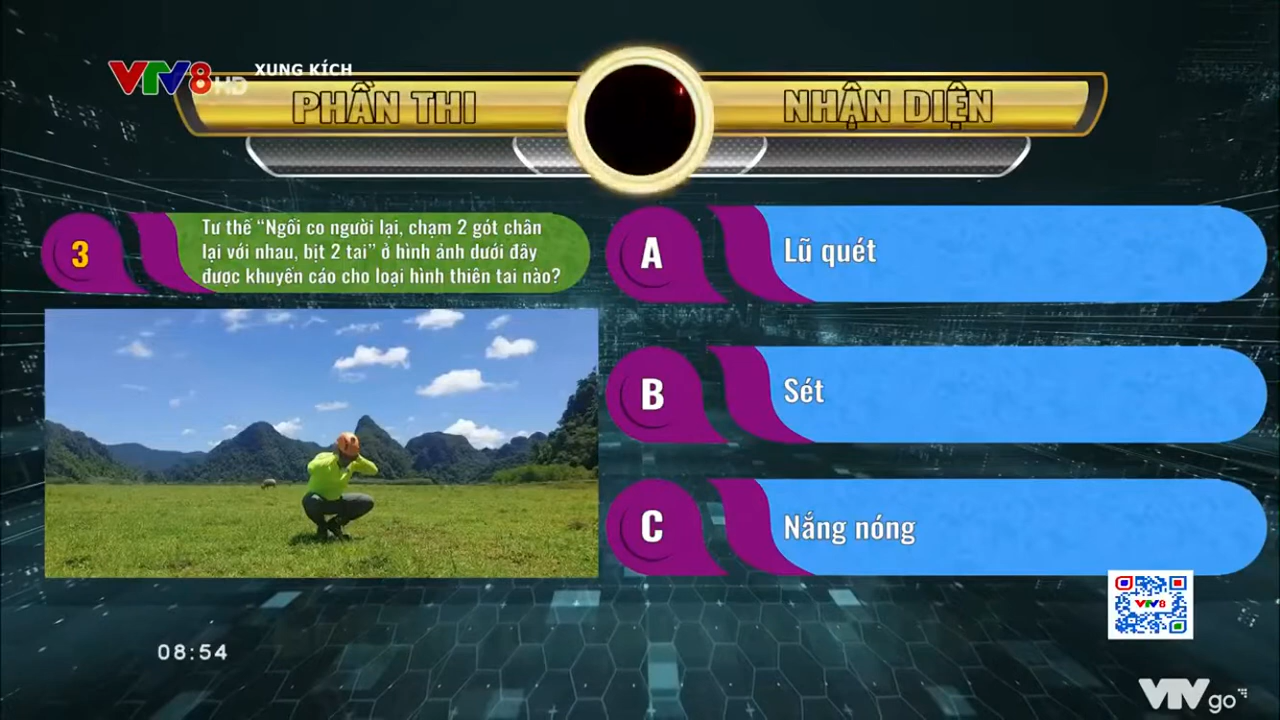 VTV8 HD
XUNG KÍCH
PHẦN THI
NHẬN DIỆN
3
Tư thế “Ngồi co người lại, chạm 2 gót chân
lại với nhau, bịt 2 tai” ở hình ảnh dưới đây
được khuyến cáo cho loại hình thiên tai nào?
A
Lũ quét
B
Sét
C
Nắng nóng
VTV8
08:54
VTV go